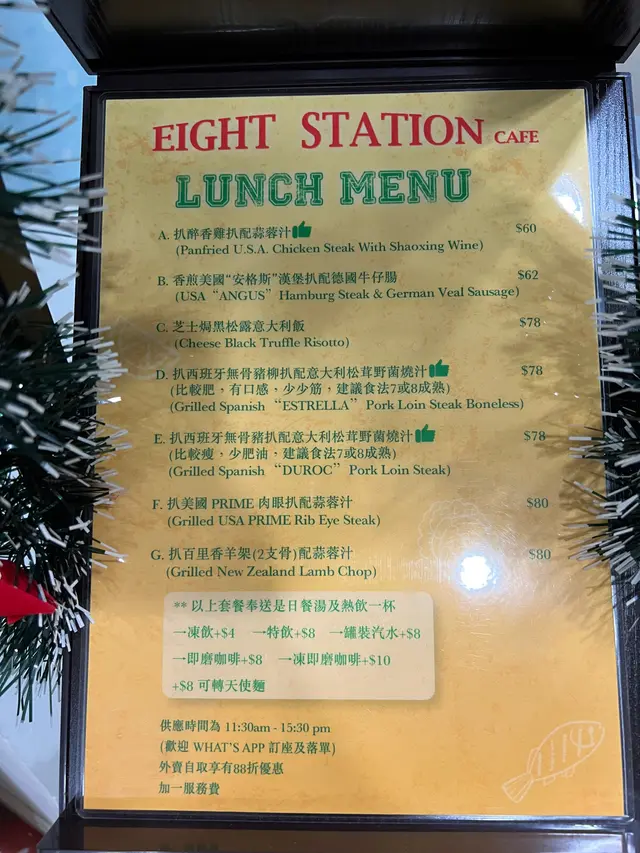 EIGHT STATION CAFE
LUNCH MENU
A. 扒醉香雞扒配蒜蓉汁 $60
(Panfried U.S.A. Chicken Steak With Shaoxing Wine)
B. 香煎美國“安格斯”漢堡扒配德國牛仔腸 $62
(USA “ANGUS” Hamburg Steak & German Veal Sausage)
C. 芝士焗黑松露意大利飯 $78
(Cheese Black Truffle Risotto)
D. 扒西班牙無骨豬柳扒配意大利松茸野菌燒汁 $78
(比較肥，有口感，少少筋，建議食法7或8成熟)
(Grilled Spanish “ESTRELLA” Pork Loin Steak Boneless)
E. 扒西班牙無骨豬扒配意大利松茸野菌燒汁 $78
(比較瘦，少肥油，建議食法7或8成熟)
(Grilled Spanish “DUROC” Pork Loin Steak)
F. 扒美國 PRIME 肉眼扒配蒜蓉汁 $80
(Grilled USA PRIME Rib Eye Steak)
G. 扒百里香羊架(2支骨)配蒜蓉汁 $80
(Grilled New Zealand Lamb Chop)
** 以上套餐奉送是日餐湯及熱飲一杯
一凍飲+$4 一特飲+$8 一罐裝汽水+$8
一即磨咖啡+$8 一凍即磨咖啡+$10
+$8 可轉天使麵
供應時間為 11:30am - 15:30 pm
(歡迎 WHAT'S APP 訂座及落單)
外賣自取享有88折優惠
加一服務費